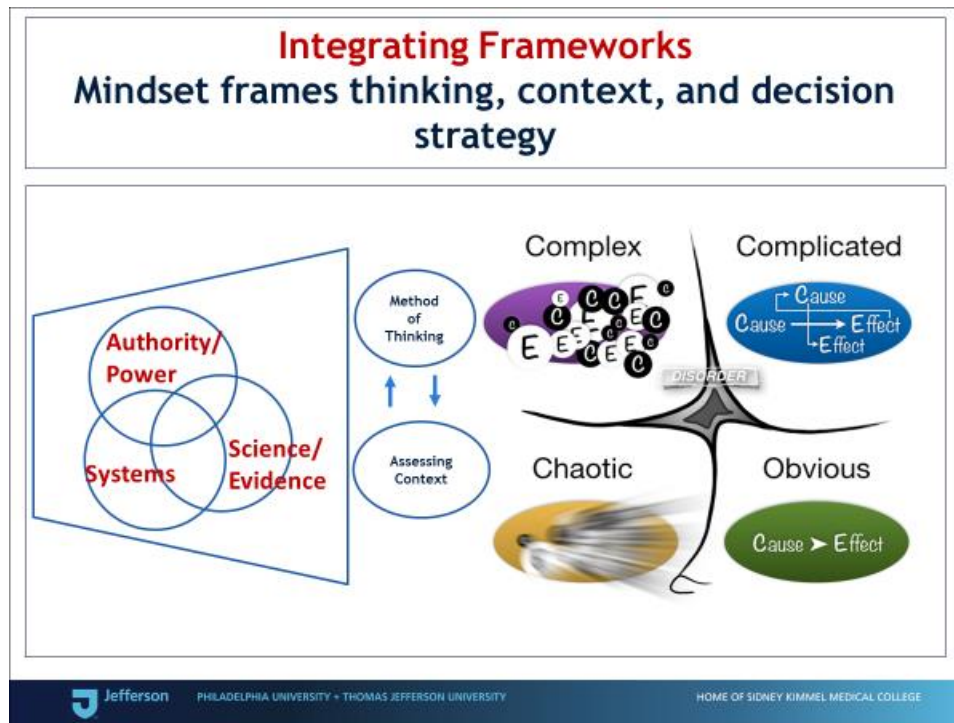 Integrating Frameworks
Mindset frames thinking, context, and decision
strategy
Authority/
Power
Systems
Science/
Evidence
Method
of
Thinking
Assessing
Context
Complex
E
C
C
E
C
C
E
C
E
E
E
C
C
E
E
C
Complicated
Cause
Cause
Effect
Effect
DISORDER
Chaotic
Obvious
Cause ➤ Effect
Jefferson
PHILADELPHIA UNIVERSITY + THOMAS JEFFERSON UNIVERSITY
HOME OF SIDNEY KIMMEL MEDICAL COLLEGE